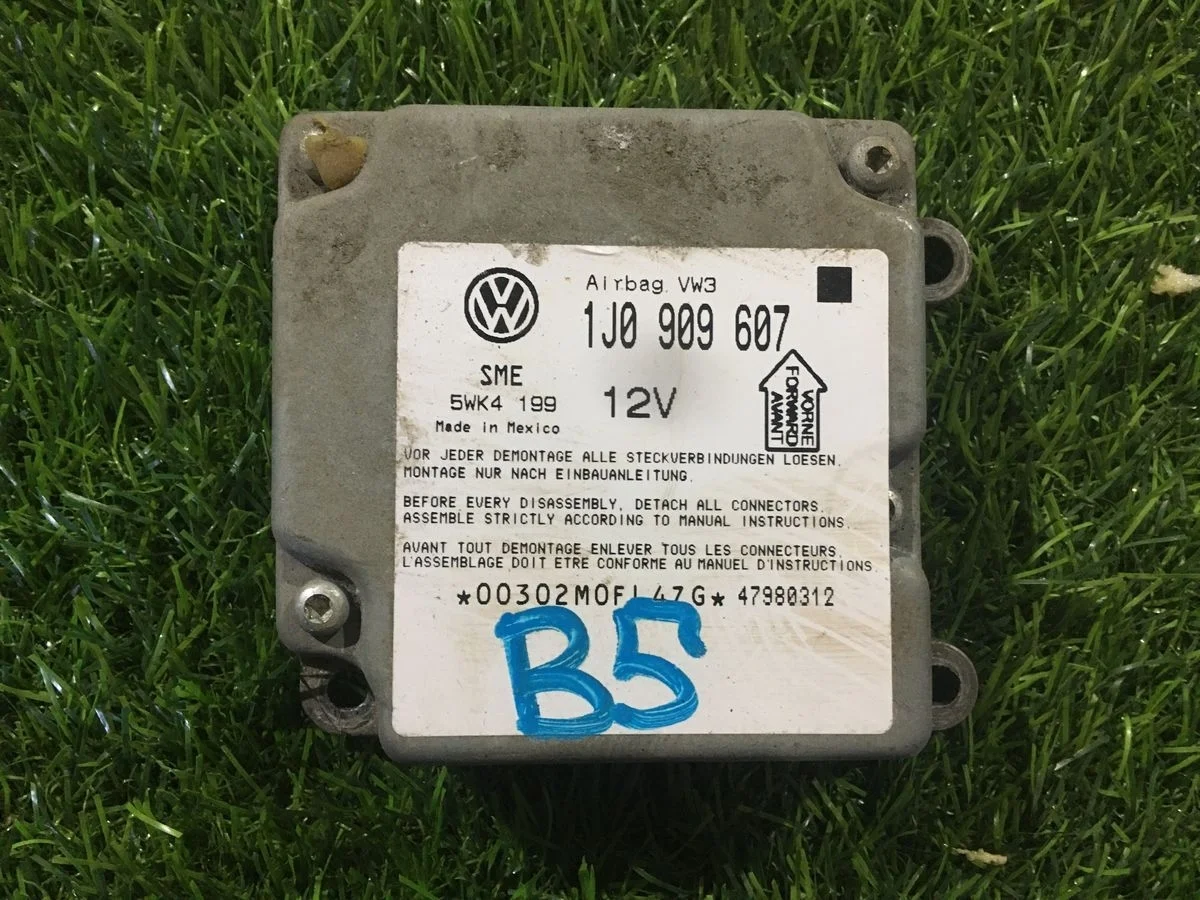 Airbag VW3
1J0 909 607
SME
5WK4 199
12V
Made in Mexico
VORNE
FORWARD
AVANT
VOR JEDER DEMONTAGE ALLE STECKVERBINDUNGEN LOESEN.
MONTAGE NUR NACH EINBAUANLEITUNG.
BEFORE EVERY DISASSEMBLY, DETACH ALL CONNECTORS.
ASSEMBLE STRICTLY ACCORDING TO MANUAL INSTRUCTIONS.
AVANT TOUT DEMONTAGE ENLEVER TOUS LES CONNECTEURS.
L'ASSEMBLAGE DOIT ETRE CONFORME AU MANUEL D'INSTRUCTIONS.
47980312
B5